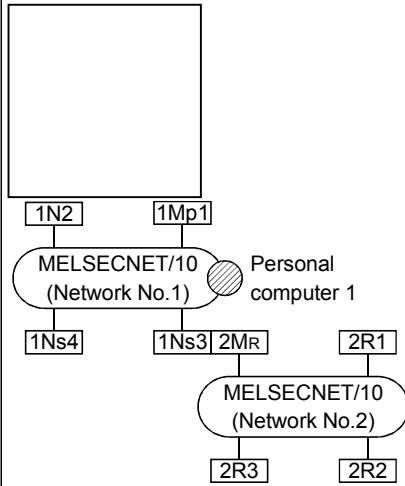 1N2 1Mp1
MELSECNET/10
(Network No.1)
Personal
computer 1
1Ns4 1Ns3 2MR 2R1
MELSECNET/10
(Network No.2)
2R3 2R2